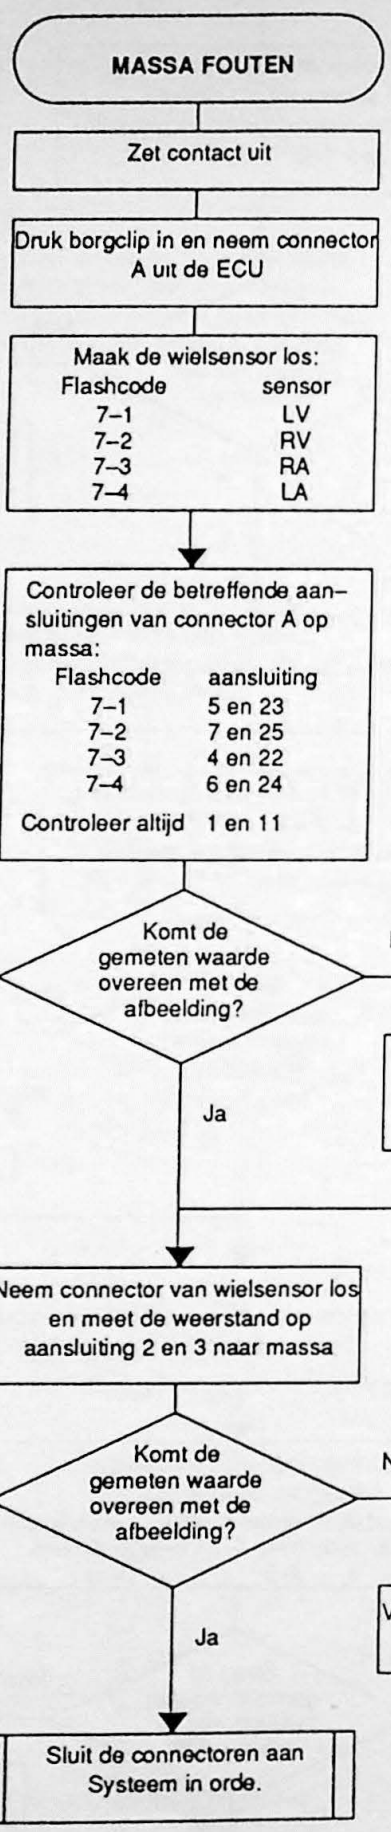 MASSA FOUTEN
Zet contact uit
Druk borgclip in en neem connector
A uit de ECU
Maak de wielsensor los:
Flashcode sensor
7–1 LV
7–2 RV
7–3 RA
7–4 LA
Controleer de betreffende aan–
sluitingen van connector A op
massa:
Flashcode aansluiting
7–1 5 en 23
7–2 7 en 25
7–3 4 en 22
7–4 6 en 24
Controleer altijd 1 en 11
Komt de
gemeten waarde
overeen met de
afbeelding?
Ja
Neem connector van wielsensor los
en meet de weerstand op
aansluiting 2 en 3 naar massa
Komt de
gemeten waarde
overeen met de
afbeelding?
Ja
Sluit de connectoren aan
Systeem in orde.